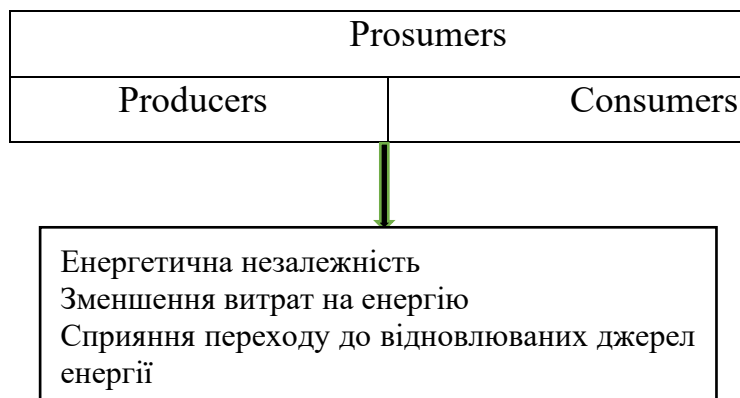 Prosumers
Producers Consumers
Енергетична незалежність
Зменшення витрат на енергію
Сприяння переходу до відновлюваних джерел
енергії